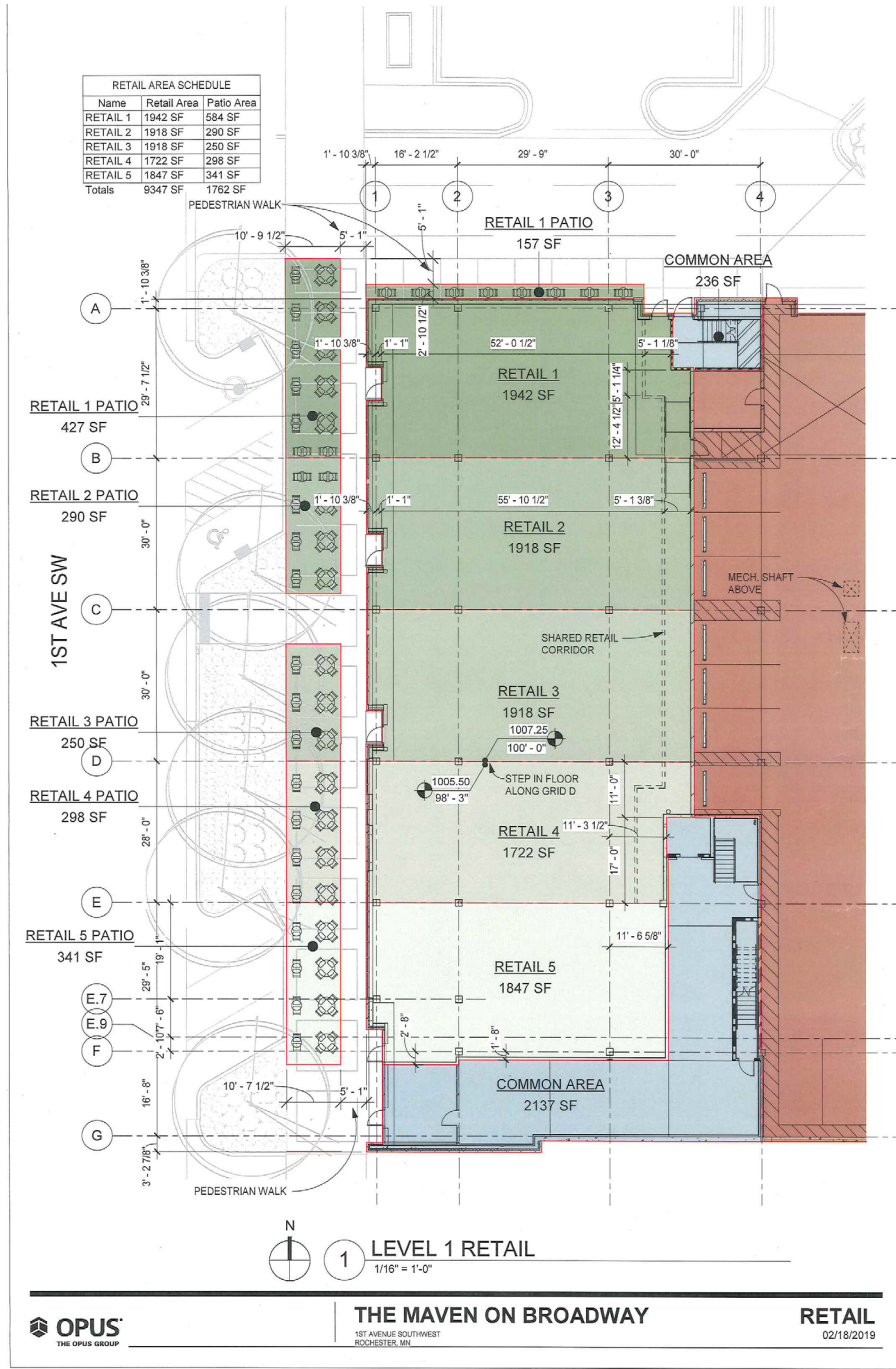 RETAIL AREA SCHEDULE
Name Retail Area Patio Area
RETAIL 1 1942 SF 584 SF
RETAIL 2 1918 SF 290 SF
RETAIL 3 1918 SF 250 SF
RETAIL 4 1722 SF 298 SF
RETAIL 5 1847 SF 341 SF
Totals 9347 SF 1762 SF
1' - 10 3/8" 16' - 2 1/2" 29' - 9" 30' - 0"
1 2 3 4
PEDESTRIAN WALK
10' - 9 1/2" 5' - 1"
5' - 1"
RETAIL 1 PATIO
157 SF
COMMON AREA
236 SF
1' - 10 3/8"
A
2' - 10 1/2"
1' - 10 3/8" 1' - 1" 52' - 0 1/2" 5' - 1 1/8"
29' - 7 1/2"
RETAIL 1
1942 SF
5' - 1 1/4"
12' - 4 1/2"
RETAIL 1 PATIO
427 SF
B
RETAIL 2 PATIO
290 SF
1' - 10 3/8" 1' - 1" 55' - 10 1/2" 5' - 1 3/8"
RETAIL 2
1918 SF
30' - 0"
1ST AVE SW
MECH. SHAFT
ABOVE
C
SHARED RETAIL
CORRIDOR
30' - 0"
RETAIL 3
1918 SF
RETAIL 3 PATIO
250 SF
1007.25
100' - 0"
D
1005.50
98' - 3"
STEP IN FLOOR
ALONG GRID D
11' - 0"
RETAIL 4 PATIO
298 SF
28' - 0"
RETAIL 4
1722 SF
11' - 3 1/2"
17' - 0"
E
RETAIL 5 PATIO
341 SF
19' - 1"
29' - 5"
11' - 6 5/8"
RETAIL 5
1847 SF
E.7
7' - 6"
E.9
2' - 10"
F
2' - 8"
1' - 8"
10' - 7 1/2" 5' - 1"
COMMON AREA
2137 SF
16' - 8"
G
3' - 2 7/8"
PEDESTRIAN WALK
N
1 LEVEL 1 RETAIL
1/16" = 1'-0"
OPUS
THE OPUS GROUP
THE MAVEN ON BROADWAY
1ST AVENUE SOUTHWEST
ROCHESTER, MN
RETAIL
02/18/2019